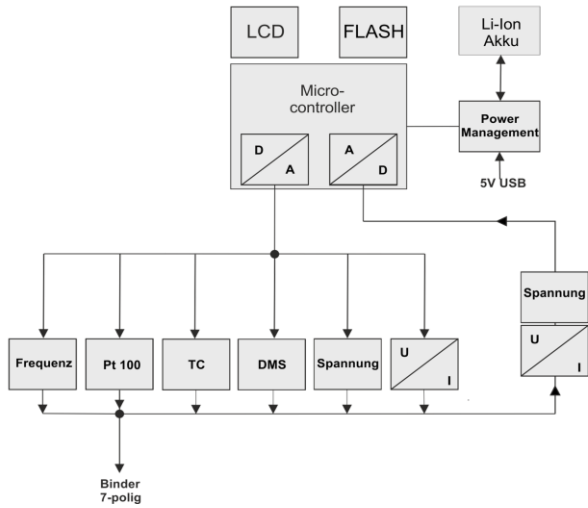 LCD
FLASH
Li-Ion
Akku
Micro-
controller
Power
Management
D
A
A
D
5V USB
Spannung
U
I
Frequenz
Pt 100
TC
DMS
Spannung
U
I
Binder
7-polig